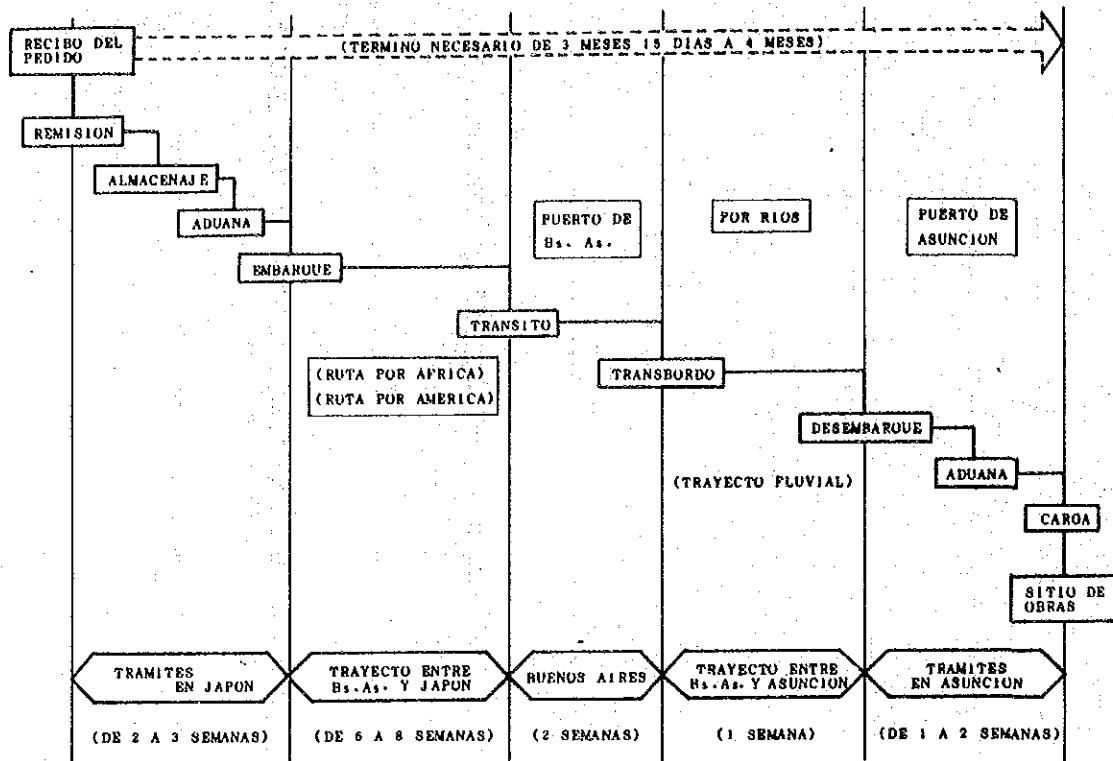 RECIBO DEL
PEDIDO
(TERMINO NECESARIO DE 3 MESES 15 DIAS A 4 MESES)
REMISION
ALMACENAJE
ADUANA
PUERTO DE
Bs. As.
POR RIOS
PUERTO DE
ASUNCION
EMBARQUE
TRANSITO
(RUTA POR AFRICA)
(RUTA POR AMERICA)
TRANSBORDO
DESEMBARQUE
(TRAYECTO FLUVIAL)
ADUANA
CARGA
SITIO DE
OBRAS
TRAMITES
EN JAPON
TRAYECTO ENTRE
Bs.As. Y JAPON
BUENOS AIRES
TRAYECTO ENTRE
Bs.As. Y ASUNCION
TRAMITES
EN ASUNCION
(DE 2 A 3 SEMANAS)
(DE 6 A 8 SEMANAS)
(2 SEMANAS)
(1 SEMANA)
(DE 1 A 2 SEMANAS)